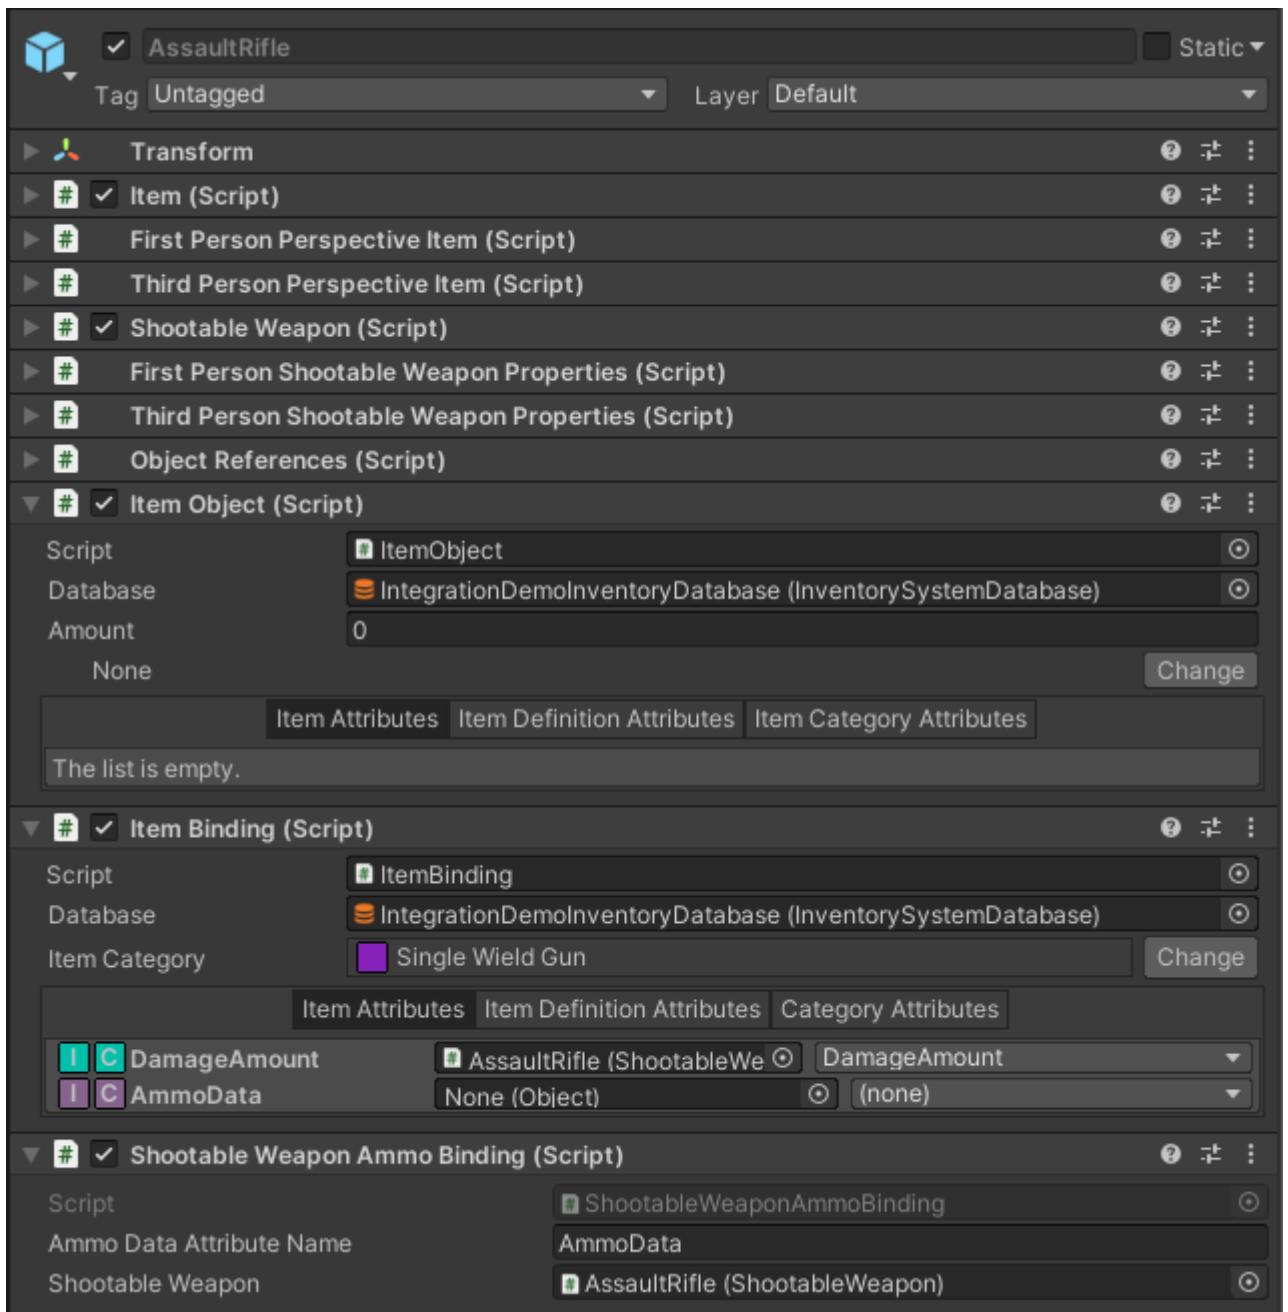 AssaultRifle Static
Tag Untagged Layer Default
Transform
# Item (Script)
# First Person Perspective Item (Script)
# Third Person Perspective Item (Script)
# Shootable Weapon (Script)
# First Person Shootable Weapon Properties (Script)
# Third Person Shootable Weapon Properties (Script)
# Object References (Script)
# Item Object (Script)
Script # ItemObject
Database IntegrationDemoInventoryDatabase (InventorySystemDatabase)
Amount 0
None Change
Item Attributes Item Definition Attributes Item Category Attributes
The list is empty.
# Item Binding (Script)
Script # ItemBinding
Database IntegrationDemoInventoryDatabase (InventorySystemDatabase)
Item Category Single Wield Gun Change
Item Attributes Item Definition Attributes Category Attributes
I C DamageAmount # AssaultRifle (ShootableWe DamageAmount
I C AmmoData None (Object) (none)
# Shootable Weapon Ammo Binding (Script)
Script # ShootableWeaponAmmoBinding
Ammo Data Attribute Name AmmoData
Shootable Weapon # AssaultRifle (ShootableWeapon)